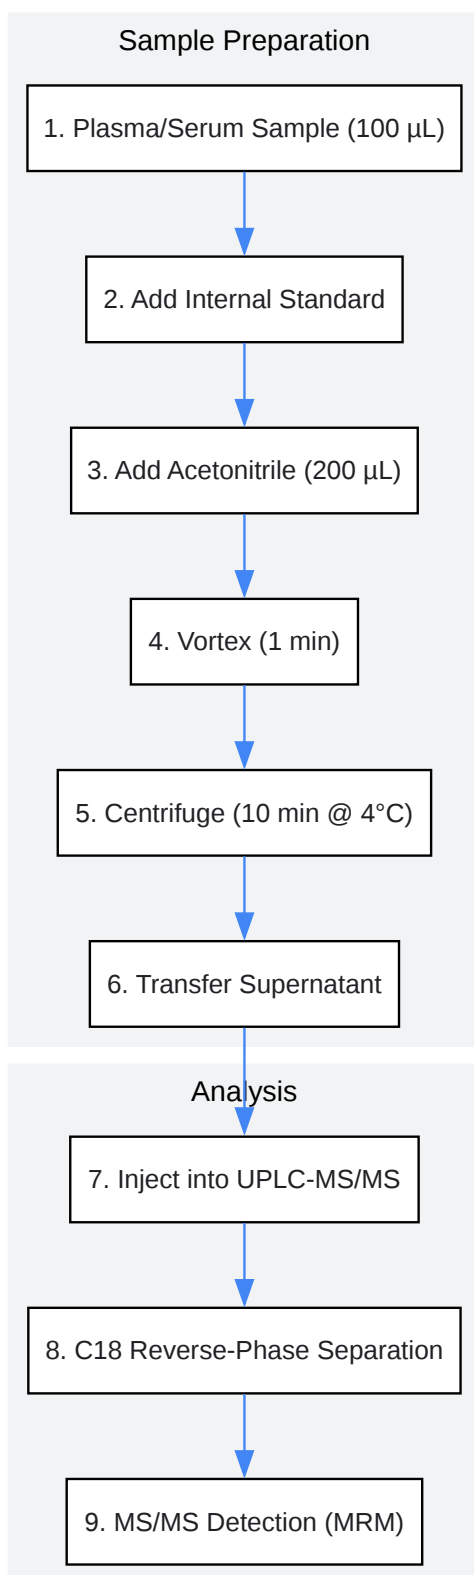 Sample Preparation
1. Plasma/Serum Sample (100 µL)
2. Add Internal Standard
3. Add Acetonitrile (200 µL)
4. Vortex (1 min)
5. Centrifuge (10 min @ 4°C)
6. Transfer Supernatant
Analysis
7. Inject into UPLC-MS/MS
8. C18 Reverse-Phase Separation
9. MS/MS Detection (MRM)